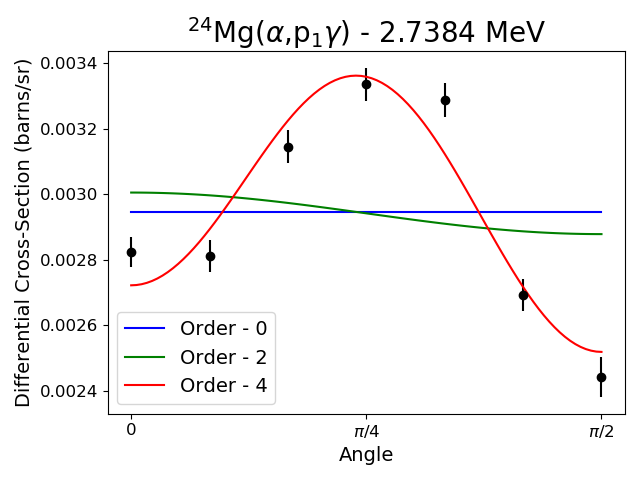 ²⁴Mg(α,p₁γ) - 2.7384 MeV
Differential Cross-Section (barns/sr)
0.0034
0.0032
0.0030
0.0028
0.0026
0.0024
Order - 0
Order - 2
Order - 4
0 π/4 π/2
Angle